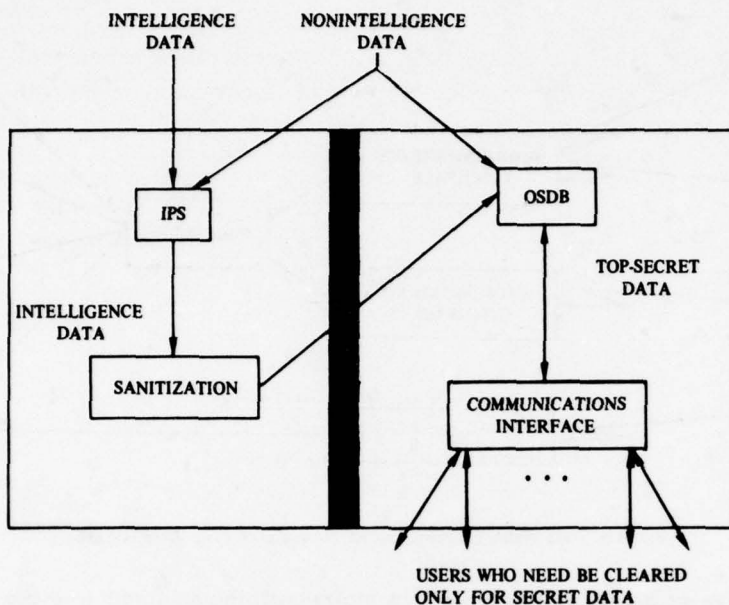 INTELLIGENCE
DATA
NONINTELLIGENCE
DATA
IPS
OSDB
TOP-SECRET
DATA
INTELLIGENCE
DATA
SANITIZATION
COMMUNICATIONS
INTERFACE
. . .
USERS WHO NEED BE CLEARED
ONLY FOR SECRET DATA